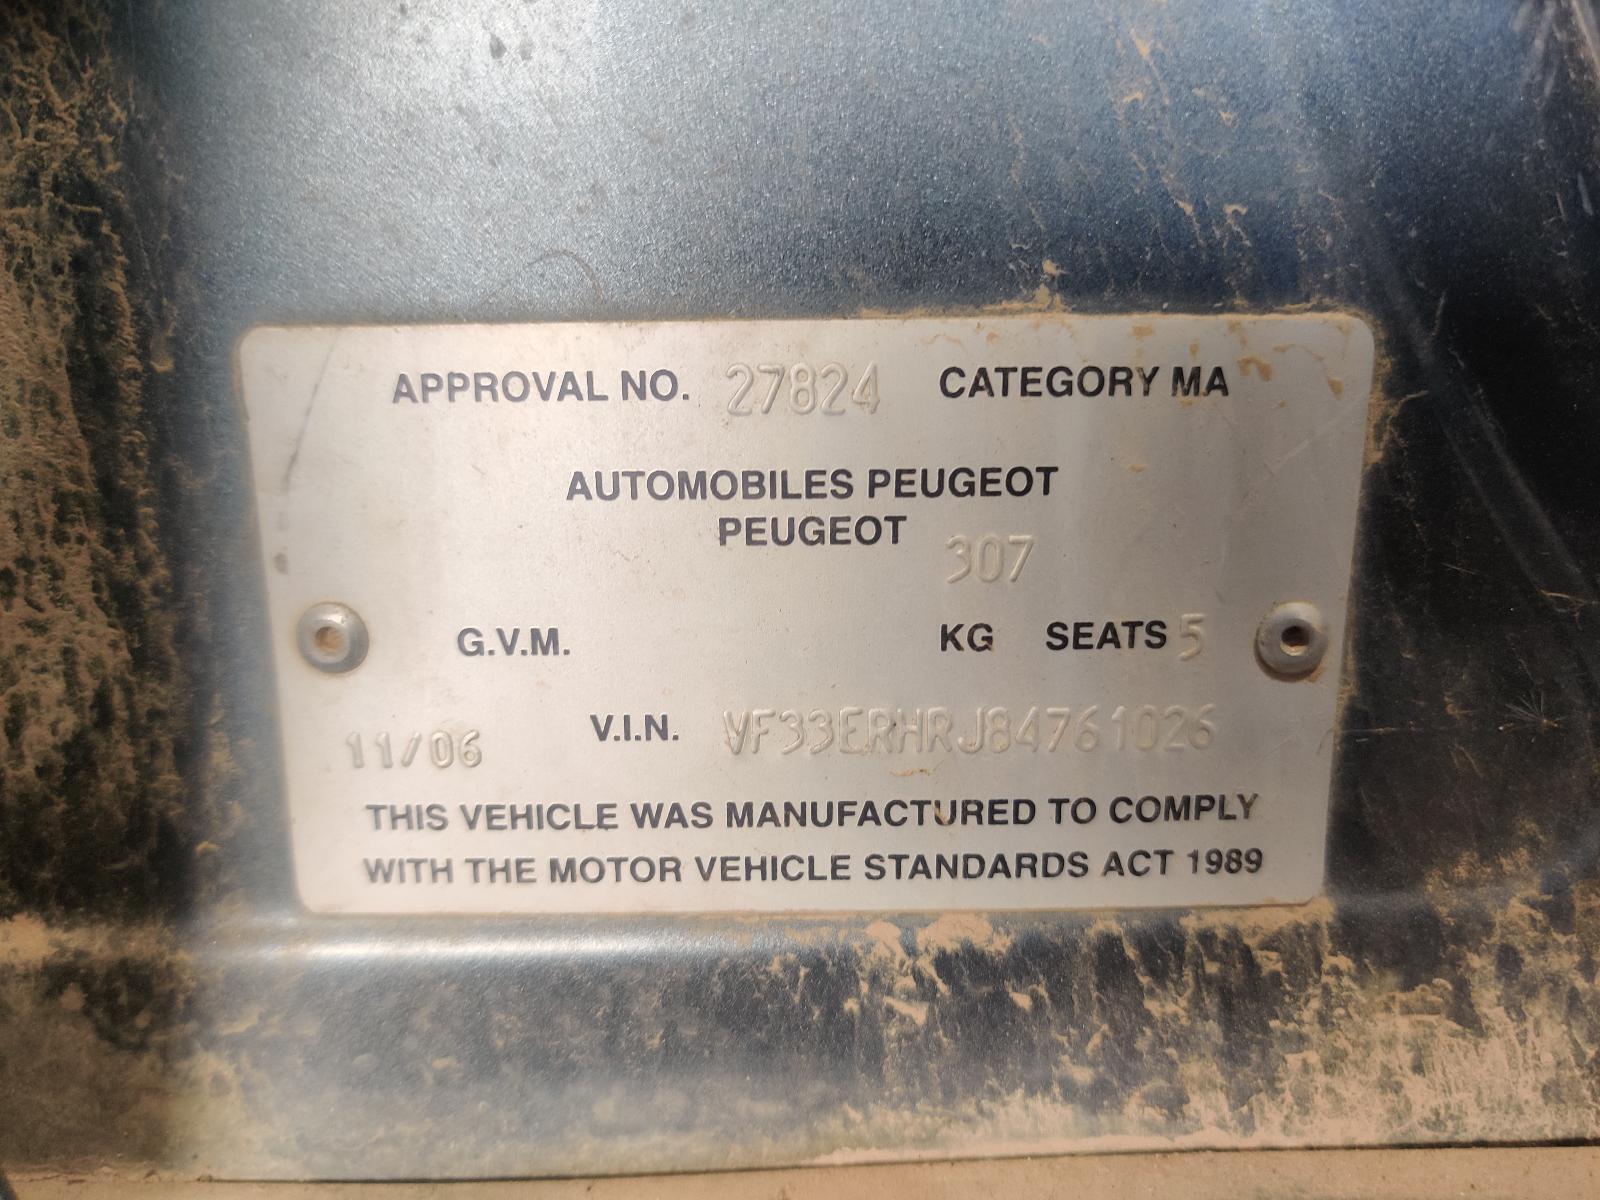 APPROVAL NO. 27824 CATEGORY MA
AUTOMOBILES PEUGEOT
PEUGEOT 307
G.V.M. KG SEATS 5
11/06 V.I.N. VF33ERHRJ84761026
THIS VEHICLE WAS MANUFACTURED TO COMPLY
WITH THE MOTOR VEHICLE STANDARDS ACT 1989